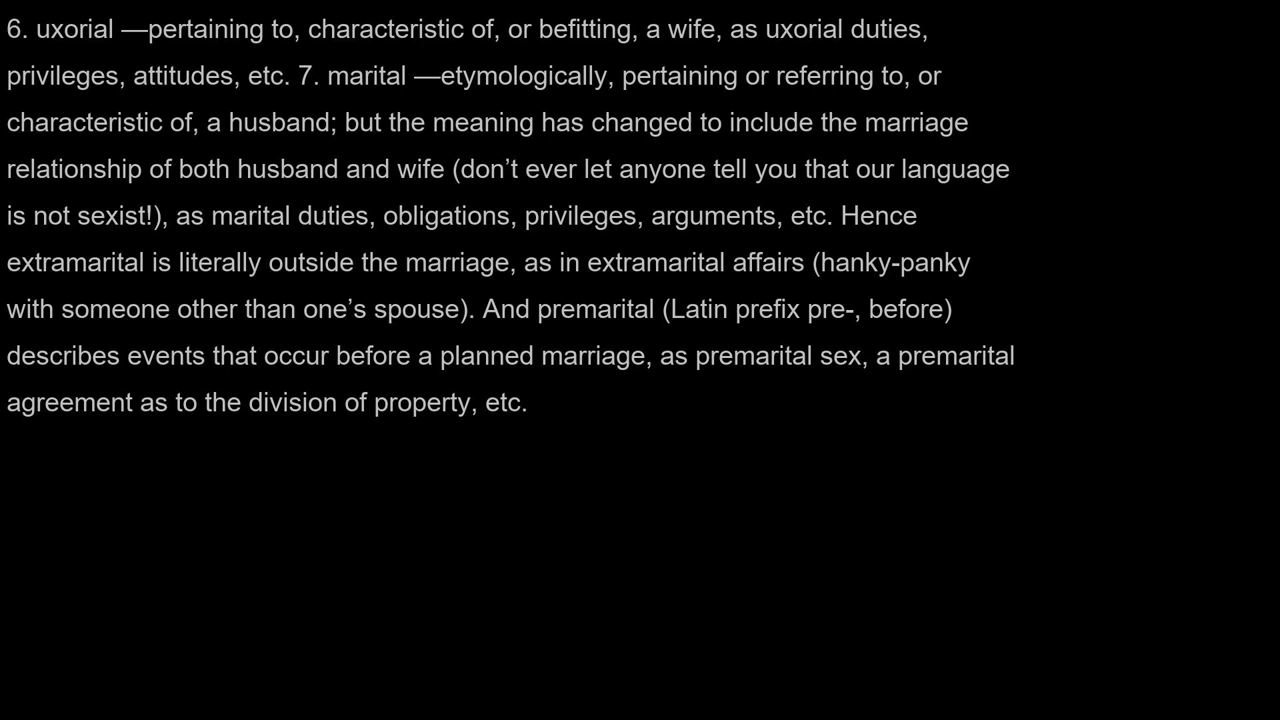 6. uxorial —pertaining to, characteristic of, or befitting, a wife, as uxorial duties,
privileges, attitudes, etc. 7. marital —etymologically, pertaining or referring to, or
characteristic of, a husband; but the meaning has changed to include the marriage
relationship of both husband and wife (don’t ever let anyone tell you that our language
is not sexist!), as marital duties, obligations, privileges, arguments, etc. Hence
extramarital is literally outside the marriage, as in extramarital affairs (hanky-panky
with someone other than one’s spouse). And premarital (Latin prefix pre-, before)
describes events that occur before a planned marriage, as premarital sex, a premarital
agreement as to the division of property, etc.